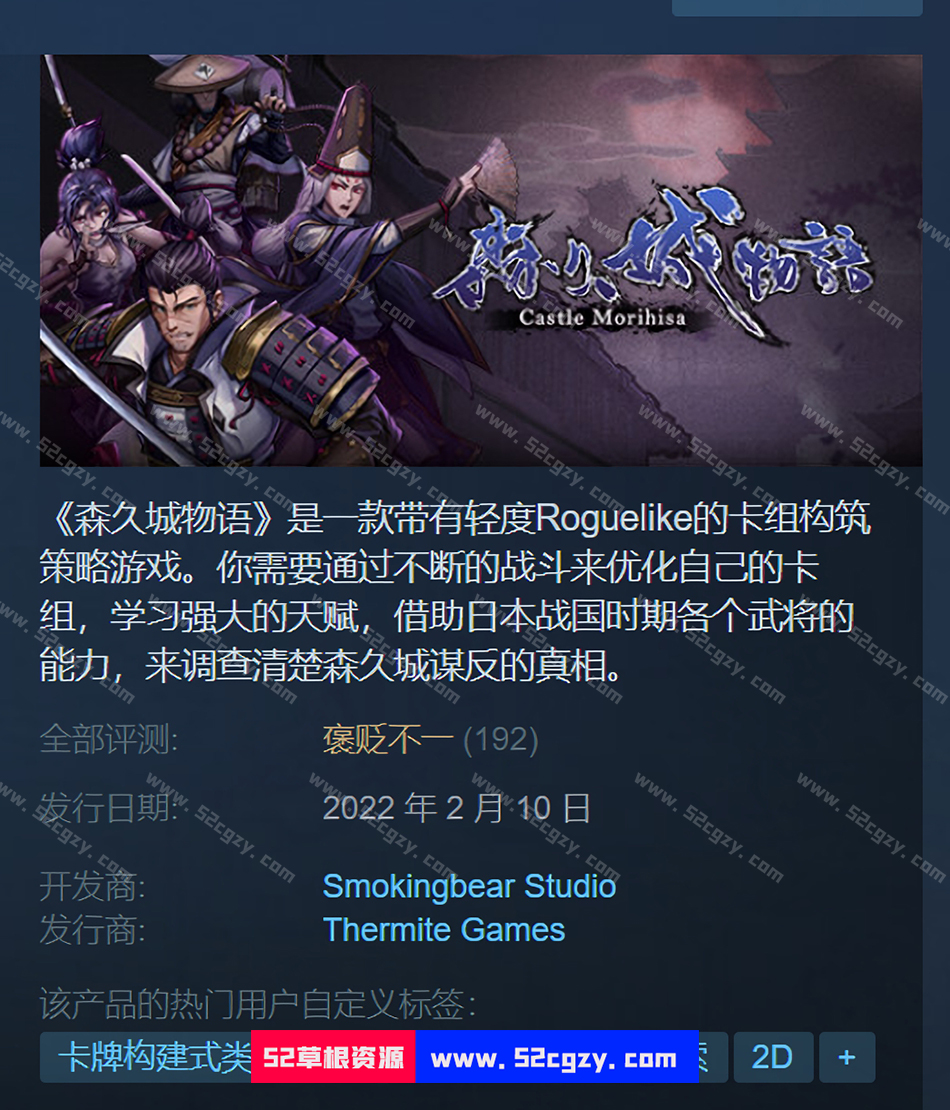 森久城物語
Castle Morihisa
《森久城物语》是一款带有轻度Roguelike的卡组构筑
策略游戏。你需要通过不断的战斗来优化自己的卡
组，学习强大的天赋，借助日本战国时期各个武将的
能力，来调查清楚森久城谋反的真相。
全部评测: 褒贬不一 (192)
发行日期: 2022 年 2 月 10 日
开发商: Smokingbear Studio
发行商: Thermite Games
该产品的热门用户自定义标签：
卡牌构建式类 52草根资源 www.52cgzy.com 2D +
www.52cgzy.com